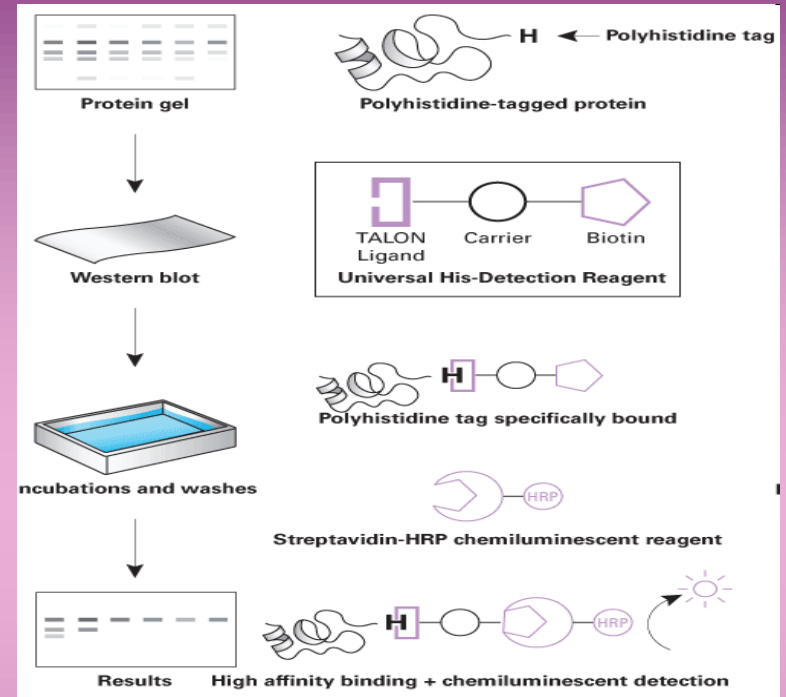 H
Polyhistidine tag
Protein gel
Polyhistidine-tagged protein
TALON
Ligand
Carrier
Biotin
Western blot
Universal His-Detection Reagent
H
Polyhistidine tag specifically bound
ncubations and washes
HRP
Streptavidin-HRP chemiluminescent reagent
H
HRP
Results
High affinity binding + chemiluminescent detection